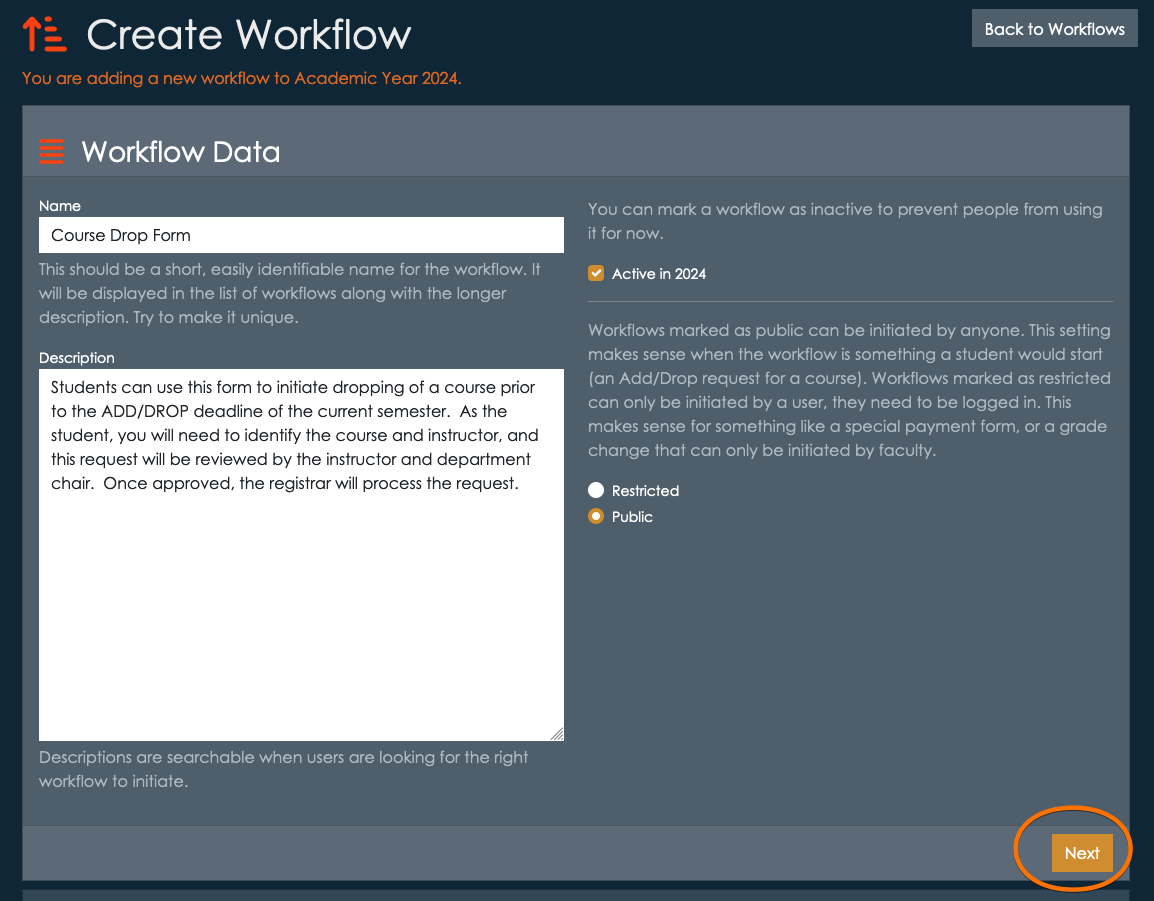 Create Workflow
Back to Workflows
You are adding a new workflow to Academic Year 2024.
Workflow Data
Name
Course Drop Form
This should be a short, easily identifiable name for the workflow. It
will be displayed in the list of workflows along with the longer
description. Try to make it unique.
Description
Students can use this form to initiate dropping of a course prior
to the ADD/DROP deadline of the current semester.  As the
student, you will need to identify the course and instructor, and
this request will be reviewed by the instructor and department
chair.  Once approved, the registrar will process the request.
Descriptions are searchable when users are looking for the right
workflow to initiate.
You can mark a workflow as inactive to prevent people from using
it for now.
Active in 2024
Workflows marked as public can be initiated by anyone. This setting
makes sense when the workflow is something a student would start
(an Add/Drop request for a course). Workflows marked as restricted
can only be initiated by a user, they need to be logged in. This
makes sense for something like a special payment form, or a grade
change that can only be initiated by faculty.
Restricted
Public
Next